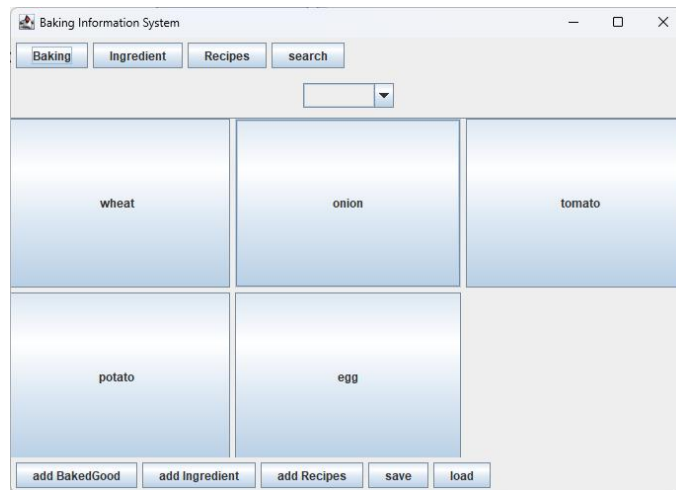 Baking Information System
Baking Ingredient Recipes search
wheat onion tomato
potato egg
add BakedGood add Ingredient add Recipes save load